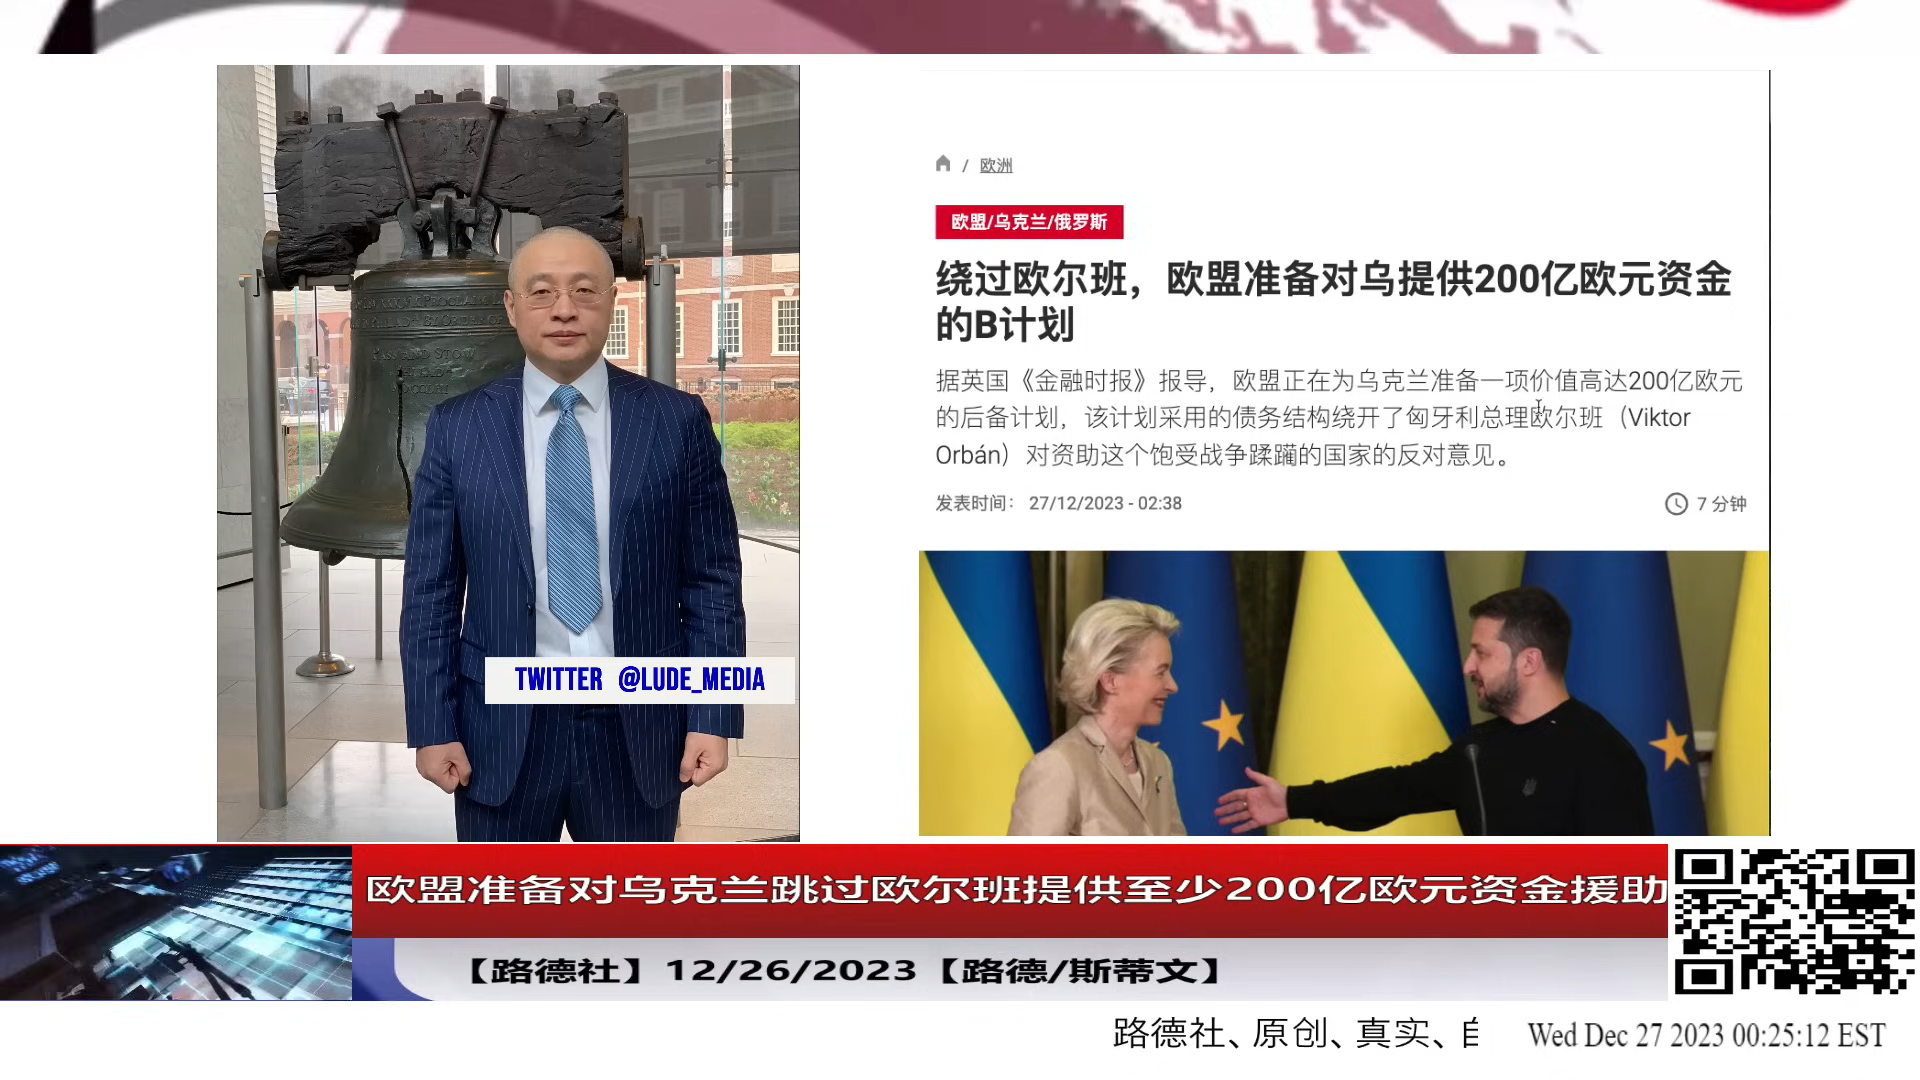 TWITTER @LUDE_MEDIA
/ 欧洲
欧盟/乌克兰/俄罗斯
绕过欧尔班，欧盟准备对乌提供200亿欧元资金
的B计划
据英国《金融时报》报导，欧盟正在为乌克兰准备一项价值高达200亿欧元
的后备计划，该计划采用的债务结构绕开了匈牙利总理欧尔班（Viktor
Orbán）对资助这个饱受战争蹂躏的国家的反对意见。
发表时间： 27/12/2023 - 02:38
7 分钟
欧盟准备对乌克兰跳过欧尔班提供至少200亿欧元资金援助
【路德社】12/26/2023【路德/斯蒂文】
路德社、原创、真实、
Wed Dec 27 2023 00:25:12 EST